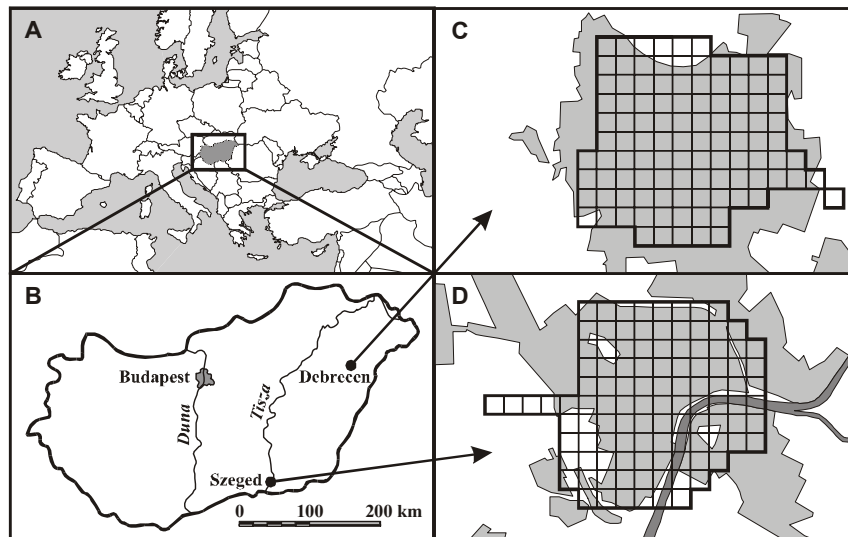 A
C
B
Budapest
Duna
Tisza
Debrecen
Szeged
0 100 200 km
D